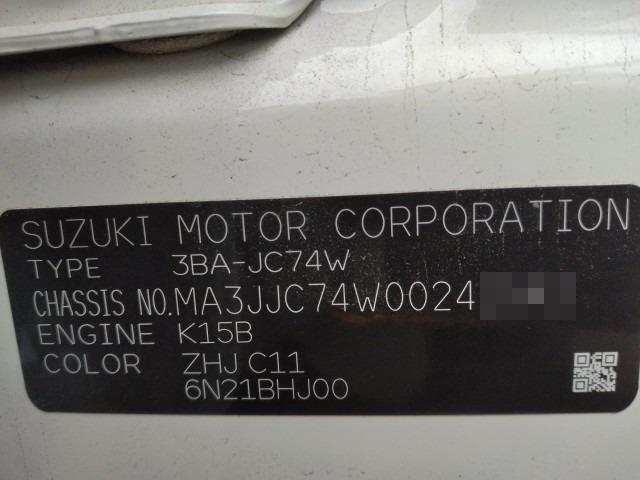 SUZUKI MOTOR CORPORATION
TYPE 3BA-JC74W
CHASSIS NO. MA3JJC74W0024
ENGINE K15B
COLOR ZHJ C11
6N21BHJ00